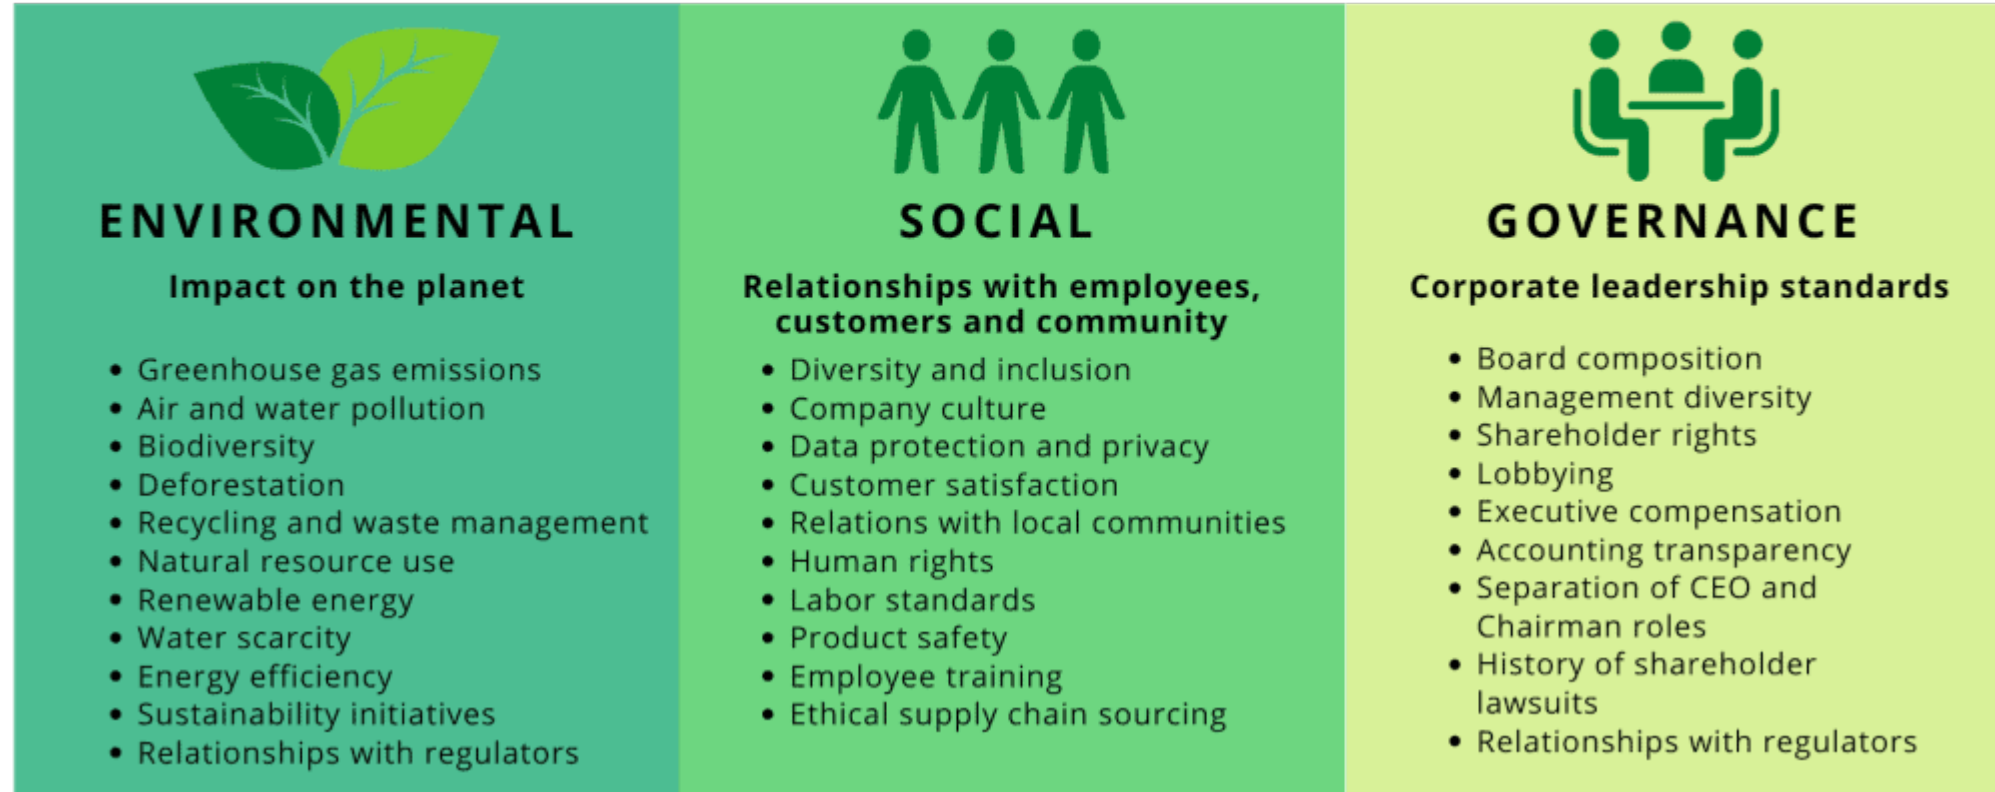 ENVIRONMENTAL
Impact on the planet
• Greenhouse gas emissions
• Air and water pollution
• Biodiversity
• Deforestation
• Recycling and waste management
• Natural resource use
• Renewable energy
• Water scarcity
• Energy efficiency
• Sustainability initiatives
• Relationships with regulators
SOCIAL
Relationships with employees,
customers and community
• Diversity and inclusion
• Company culture
• Data protection and privacy
• Customer satisfaction
• Relations with local communities
• Human rights
• Labor standards
• Product safety
• Employee training
• Ethical supply chain sourcing
GOVERNANCE
Corporate leadership standards
• Board composition
• Management diversity
• Shareholder rights
• Lobbying
• Executive compensation
• Accounting transparency
• Separation of CEO and
Chairman roles
• History of shareholder
lawsuits
• Relationships with regulators